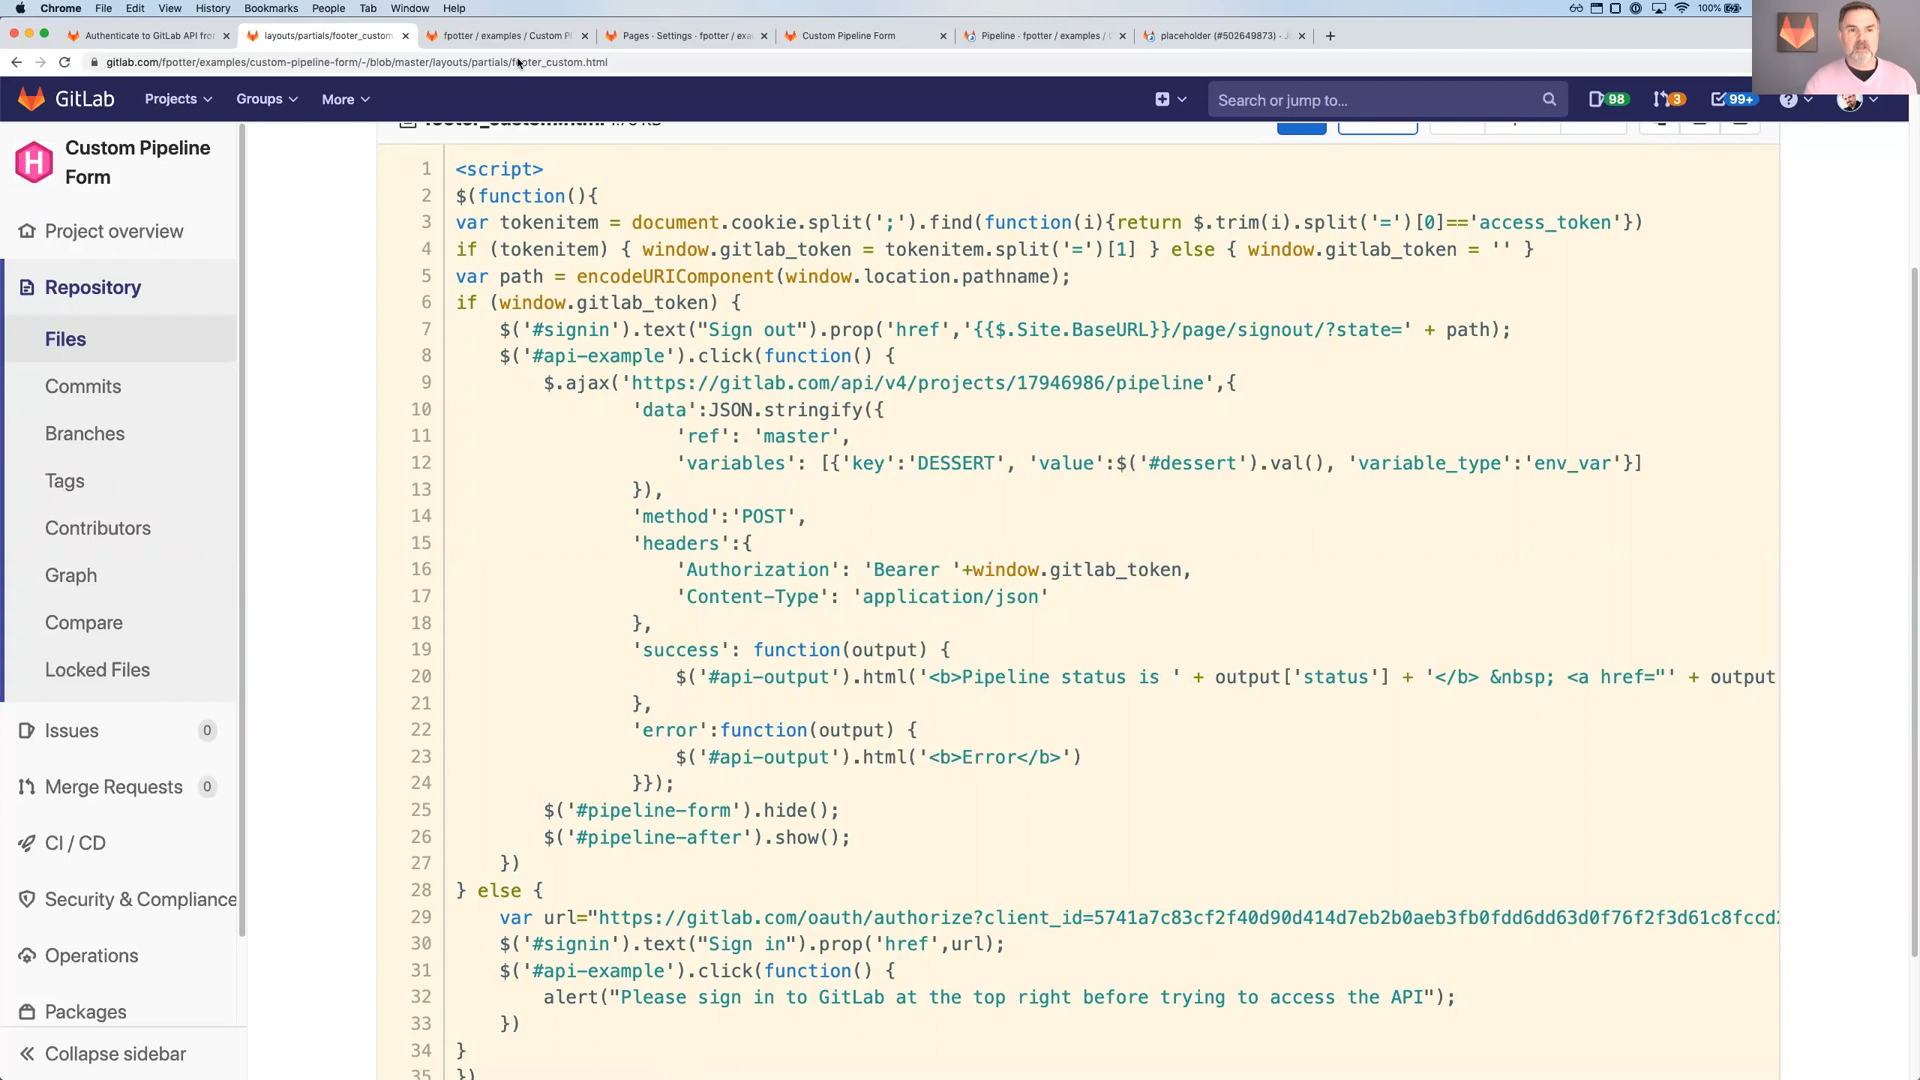 Chrome File Edit View History Bookmarks People Tab Window Help 100%
Authenticate to GitLab API from layouts/partials/footer_custom. fpotter / examples / Custom Pi Pages · Settings · fpotter / exa Custom Pipeline Form Pipeline · fpotter / examples / placeholder (#502649873) ·
gitlab.com/fpotter/examples/custom-pipeline-form/-/blob/master/layouts/partials/footer_custom.html
GitLab Projects Groups More Search or jump to... 98 3 99+
Custom Pipeline
Form
Project overview
Repository
Files
Commits
Branches
Tags
Contributors
Graph
Compare
Locked Files
Issues 0
Merge Requests 0
CI / CD
Security & Compliance
Operations
Packages
Collapse sidebar
1 <script>
2 $(function(){
3 var tokenitem = document.cookie.split(';').find(function(i){return $.trim(i).split('=')[0]=='access_token'})
4 if (tokenitem) { window.gitlab_token = tokenitem.split('=')[1] } else { window.gitlab_token = '' }
5 var path = encodeURIComponent(window.location.pathname);
6 if (window.gitlab_token) {
7 $('#signin').text("Sign out").prop('href','{{$.Site.BaseURL}}/page/signout/?state=' + path);
8 $('#api-example').click(function() {
9 $.ajax('https://gitlab.com/api/v4/projects/17946986/pipeline',{
10 'data':JSON.stringify({
11 'ref': 'master',
12 'variables': [{'key':'DESSERT', 'value':$('#dessert').val(), 'variable_type':'env_var'}]
13 }),
14 'method':'POST',
15 'headers':{
16 'Authorization': 'Bearer '+window.gitlab_token,
17 'Content-Type': 'application/json'
18 },
19 'success': function(output) {
20 $('#api-output').html('<b>Pipeline status is ' + output['status'] + '</b> &nbsp; <a href="' + output
21 },
22 'error':function(output) {
23 $('#api-output').html('<b>Error</b>')
24 }});
25 $('#pipeline-form').hide();
26 $('#pipeline-after').show();
27 })
28 } else {
29 var url="https://gitlab.com/oauth/authorize?client_id=5741a7c83cf2f40d90d414d7eb2b0aeb3fb0fdd6dd63d0f76f2f3d61c8fccd
30 $('#signin').text("Sign in").prop('href',url);
31 $('#api-example').click(function() {
32 alert("Please sign in to GitLab at the top right before trying to access the API");
33 })
34 }
35 })